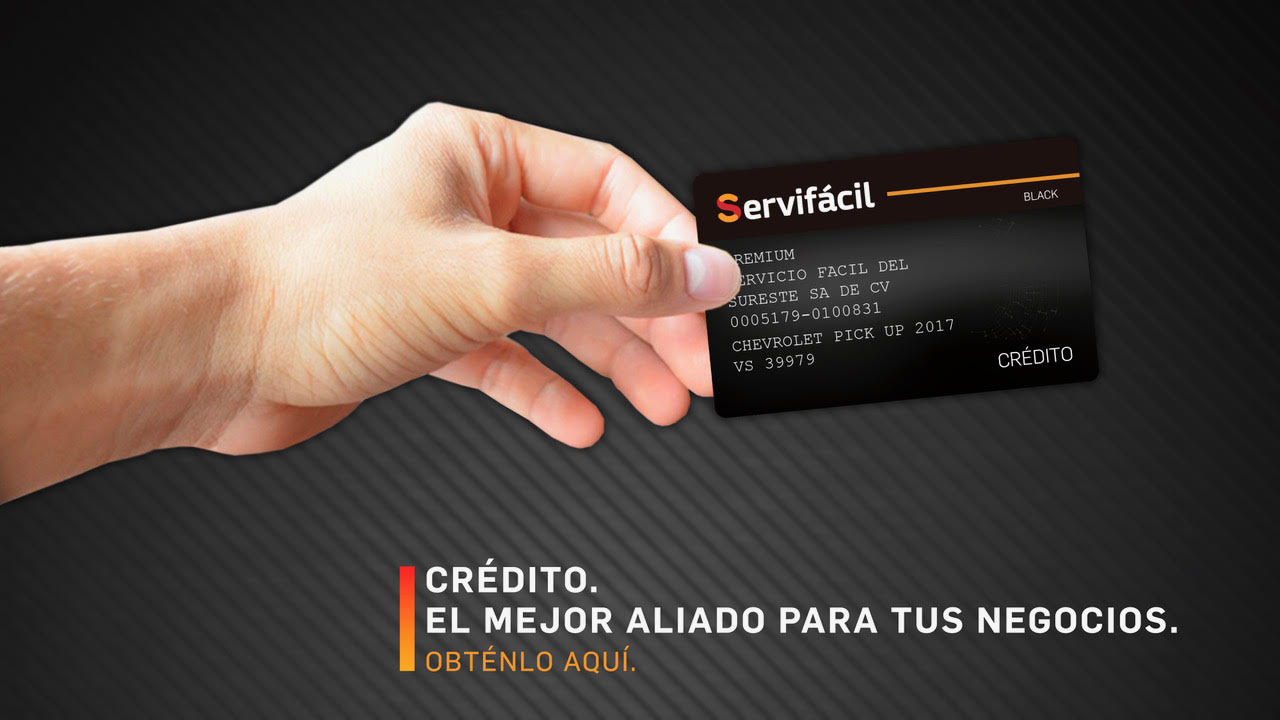 Servifácil
BLACK
REMIUM
ERVICIO FACIL DEL
SURESTE SA DE CV
0005179-0100831
CHEVROLET PICK UP 2017
VS 39979
CRÉDITO
CRÉDITO.
EL MEJOR ALIADO PARA TUS NEGOCIOS.
OBTÉNLO AQUÍ.